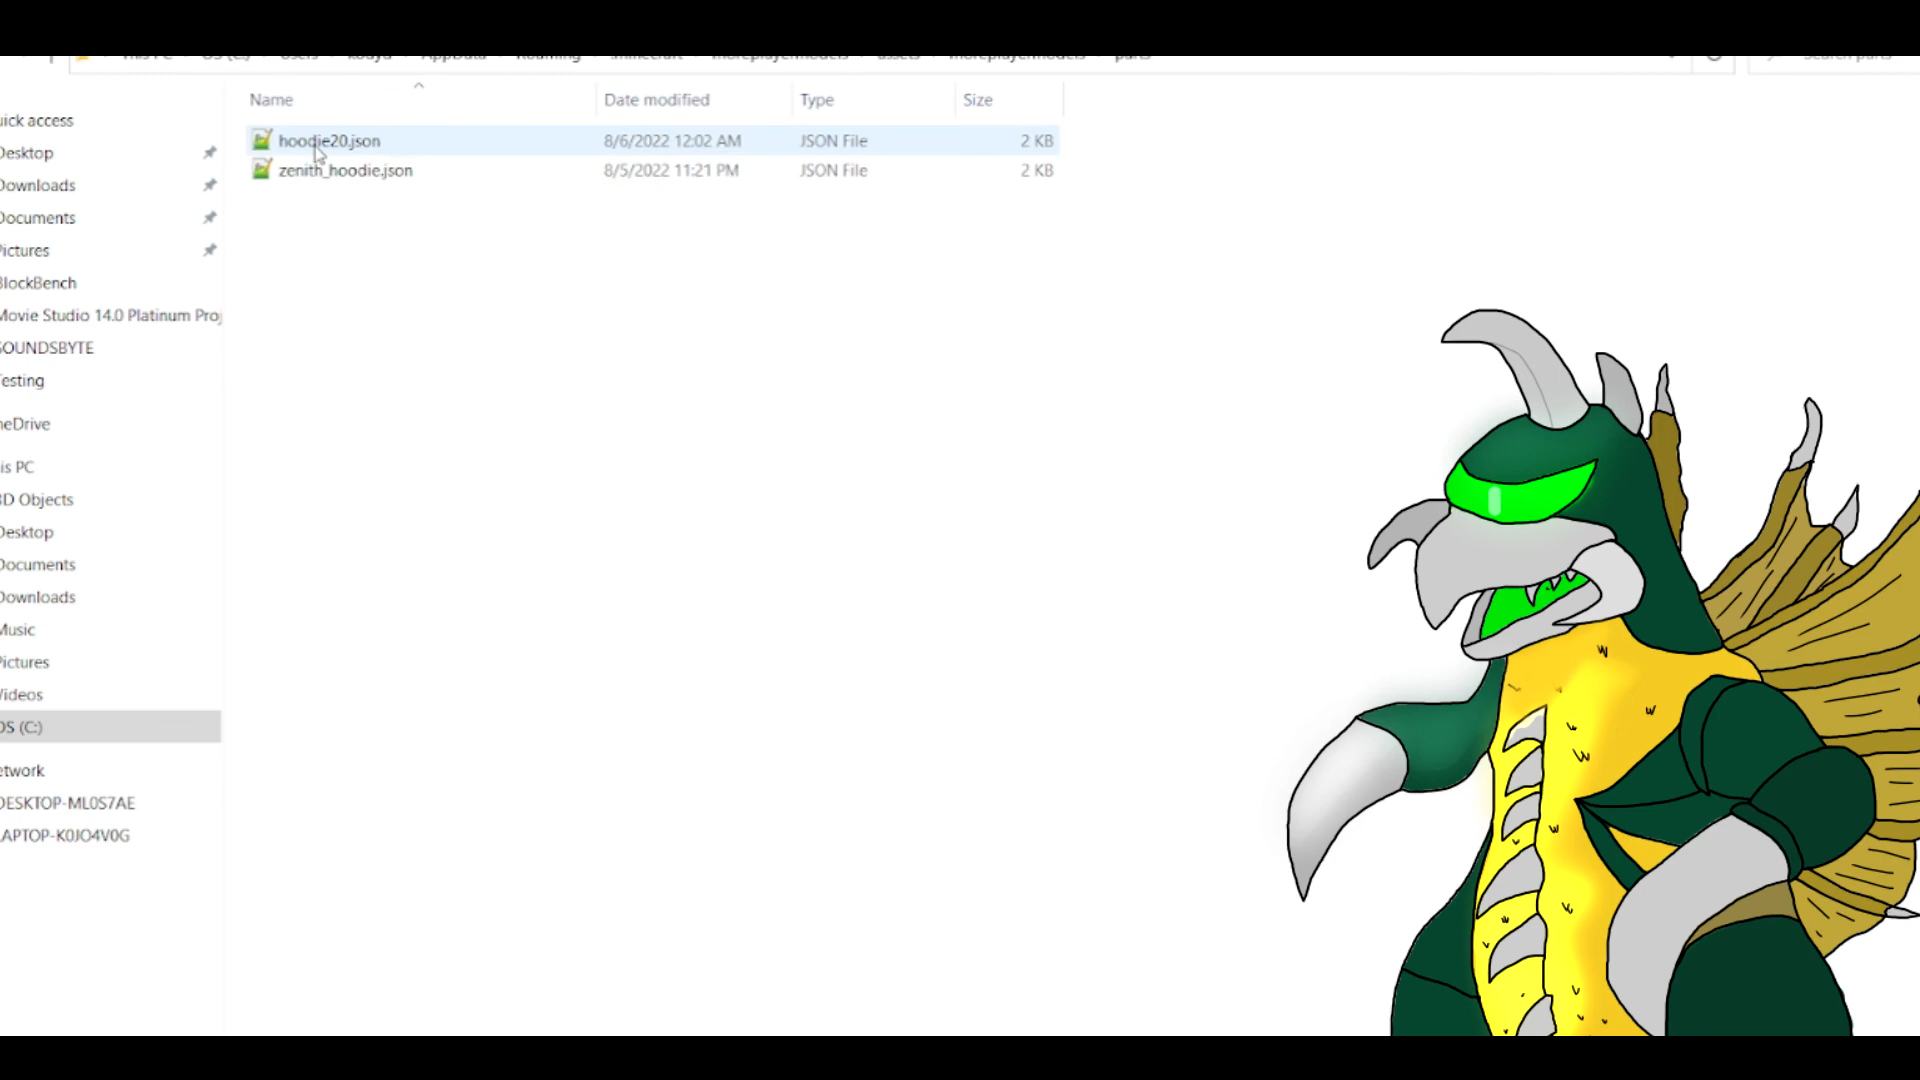 Name Date modified Type Size
hoodie20.json 8/6/2022 12:02 AM JSON File 2 KB
zenith_hoodie.json 8/5/2022 11:21 PM JSON File 2 KB
uick access
Desktop
Downloads
Documents
Pictures
BlockBench
Movie Studio 14.0 Platinum Proj
SOUNDSBYTE
Testing
neDrive
is PC
3D Objects
Desktop
Documents
Downloads
Music
Pictures
Videos
OS (C:)
etwork
DESKTOP-ML0S7AE
LAPTOP-K0JO4V0G